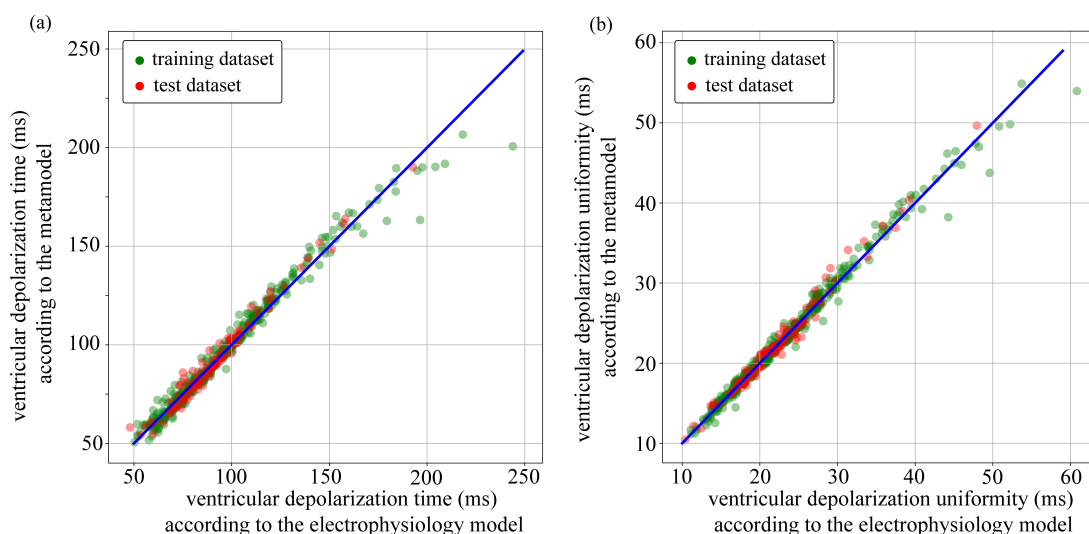 (a)
training dataset
test dataset
250
200
150
100
50
50
100
150
200
250
ventricular depolarization time (ms)
according to the metamodel
ventricular depolarization time (ms)
according to the electrophysiology model
(b)
training dataset
test dataset
60
50
40
30
20
10
10
20
30
40
50
60
ventricular depolarization uniformity (ms)
according to the metamodel
ventricular depolarization uniformity (ms)
according to the electrophysiology model